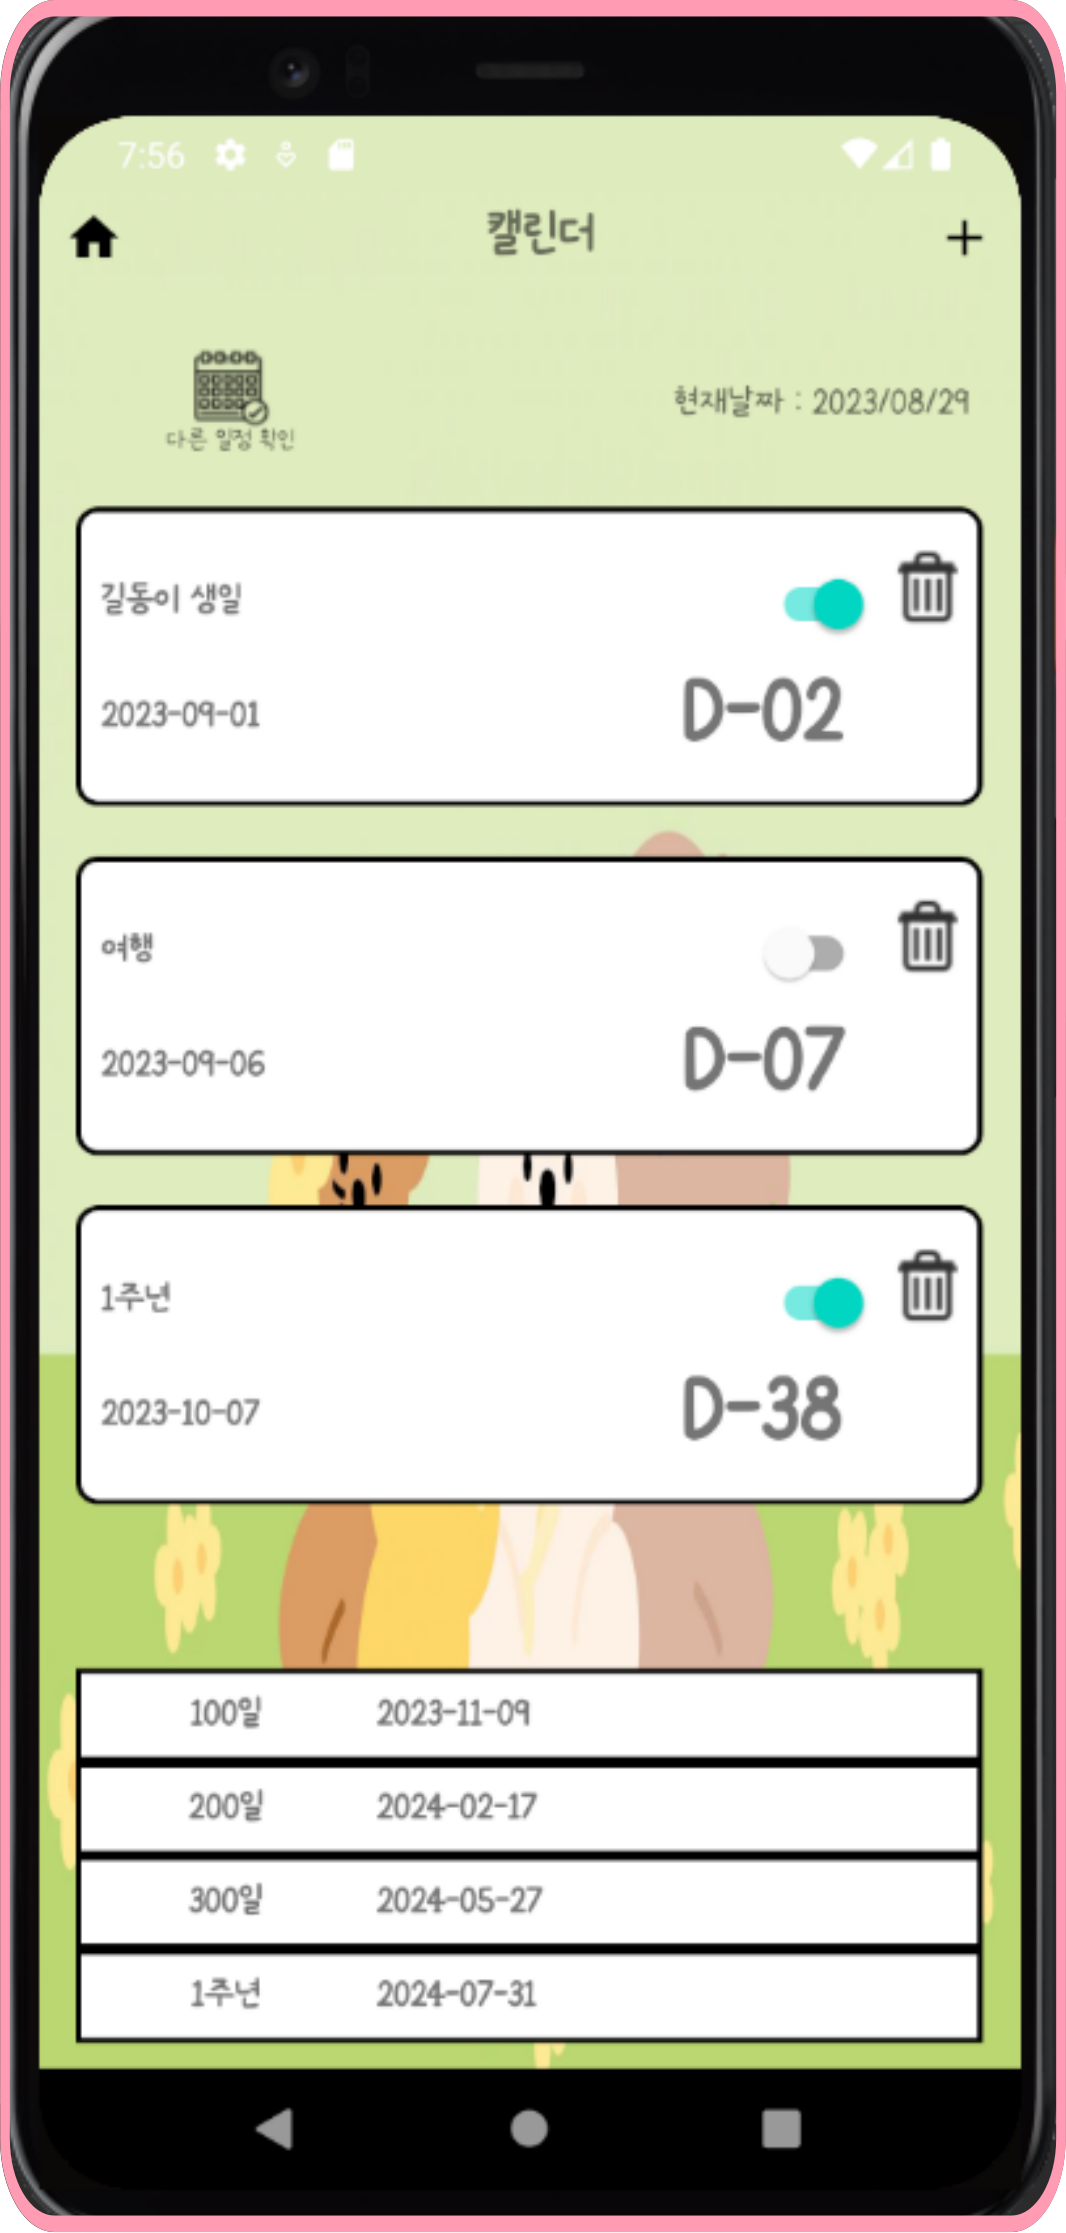 7:56
캘린더
다른 일정 확인
현재날짜 : 2023/08/29
길동이 생일
2023-09-01
D-02
여행
2023-09-06
D-07
1주년
2023-10-07
D-38
100일 2023-11-09
200일 2024-02-17
300일 2024-05-27
1주년 2024-07-31